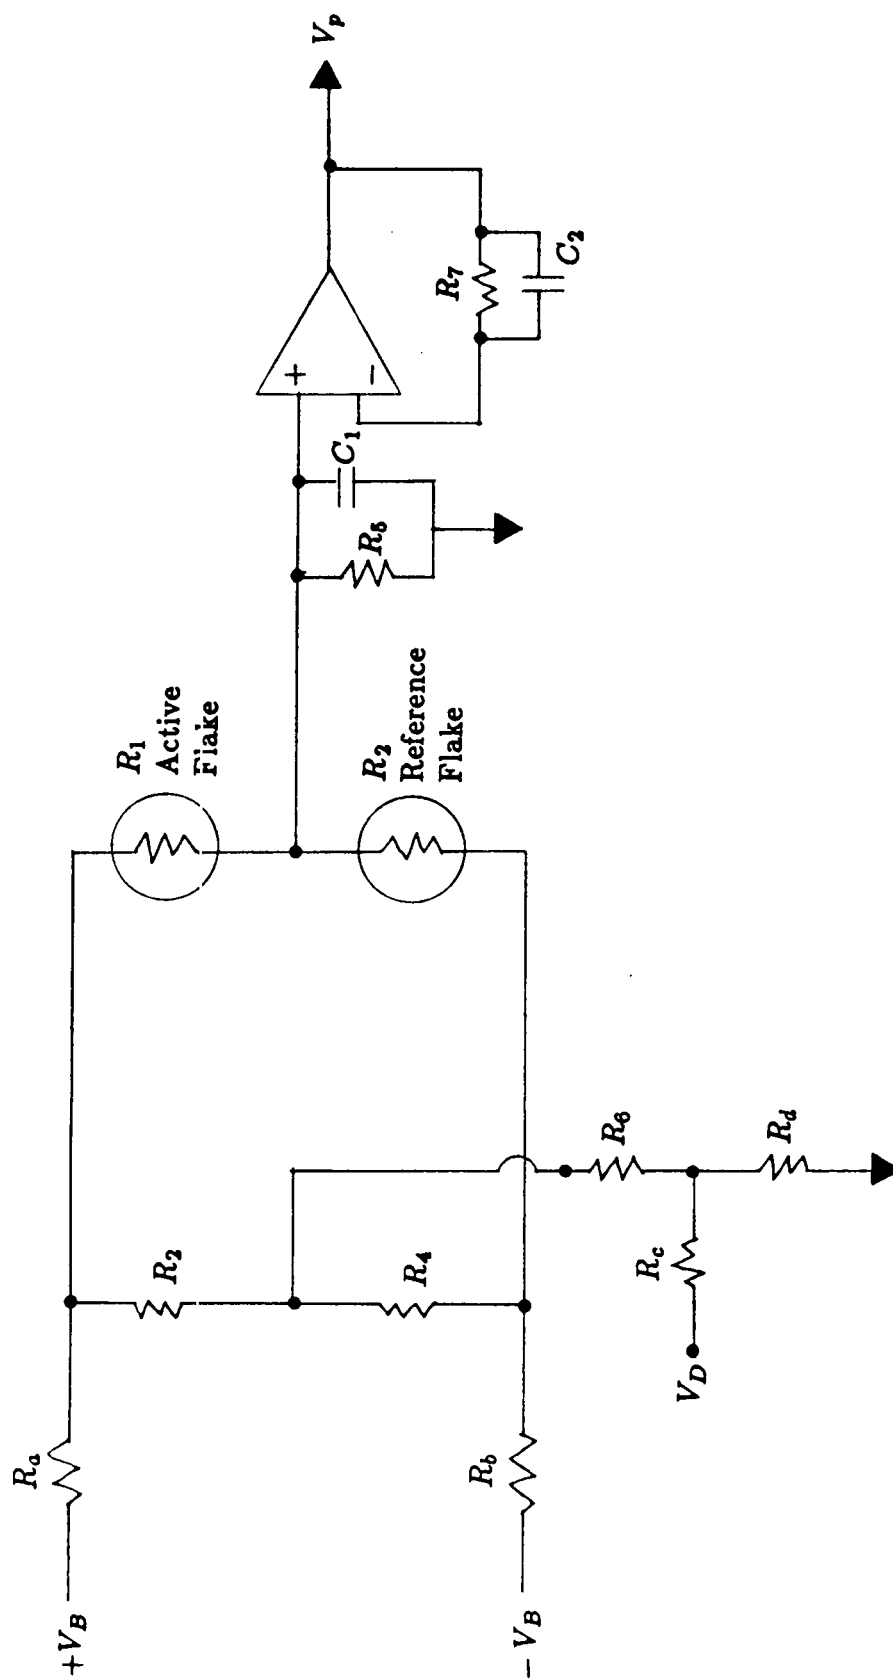 +V_B
R_a
R_2
R_4
-V_B
R_b
V_D
R_c
R_6
R_d
R_1
Active
Flake
R_2
Reference
Flake
R_5
C_1
+
−
R_7
C_2
V_p